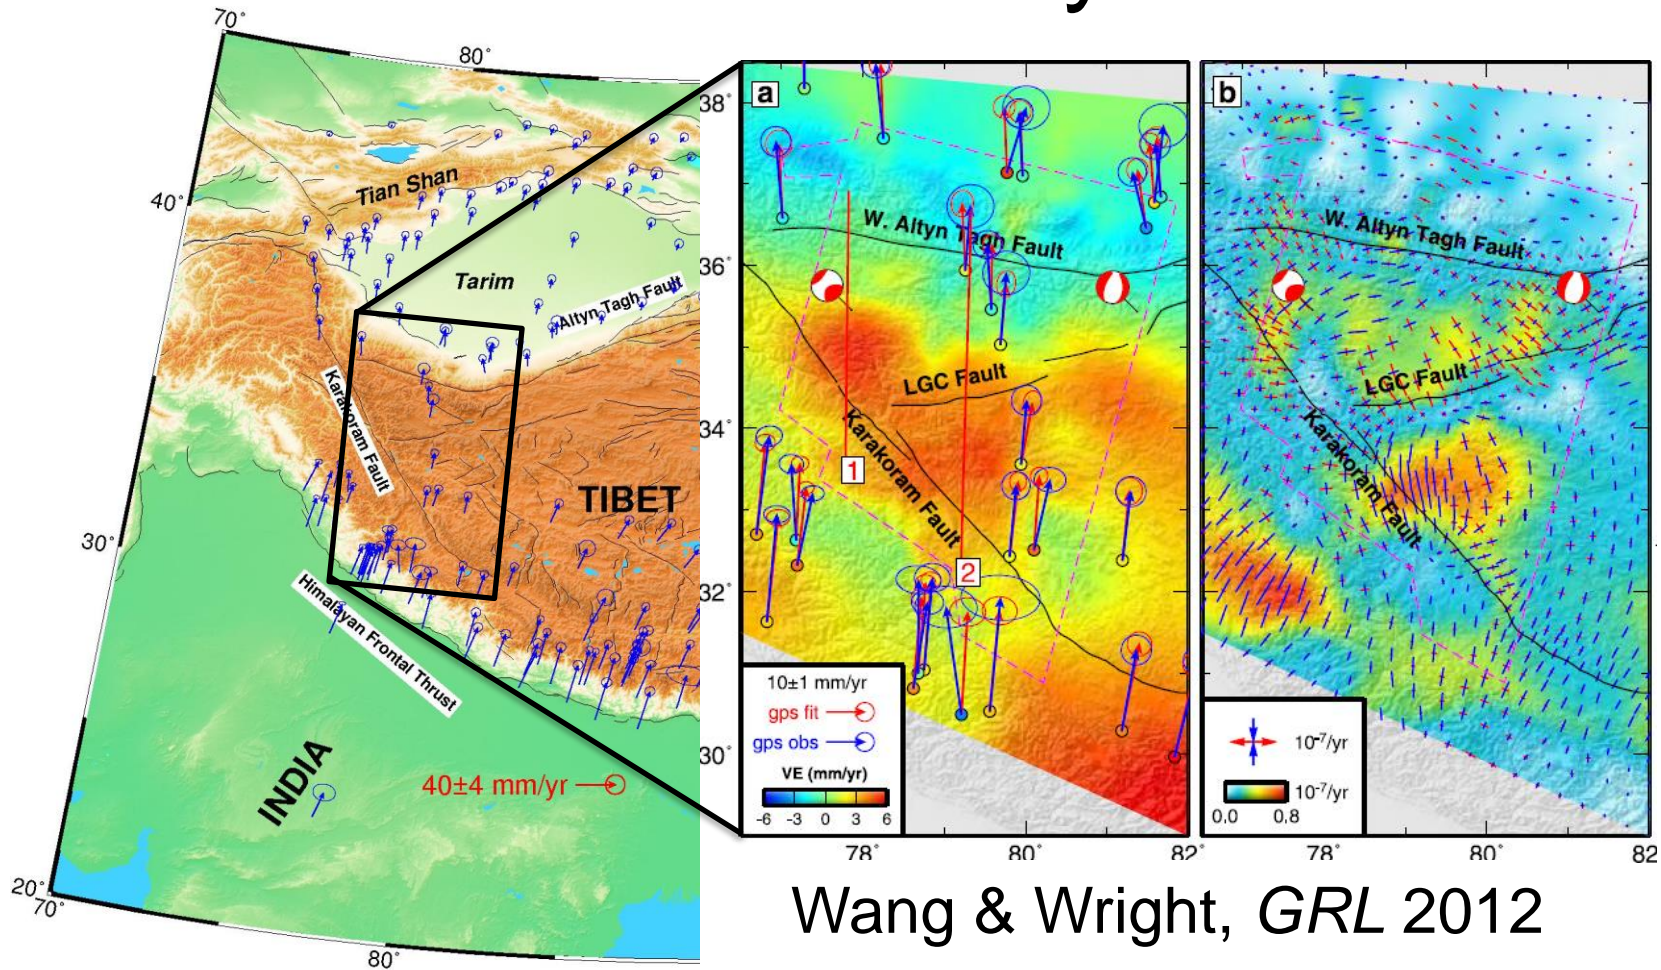 y
70°
80°
40°
Tian Shan
Tarim
Altyn Tagh Fault
Karakoram Fault
TIBET
30°
Himalayan Frontal Thrust
INDIA
40±4 mm/yr
20°
70°
80°
38°
36°
34°
32°
30°
a
W. Altyn Tagh Fault
LGC Fault
Karakoram Fault
1
2
10±1 mm/yr
gps fit
gps obs
VE (mm/yr)
-6 -3 0 3 6
78° 80° 82
b
W. Altyn Tagh Fault
LGC Fault
Karakoram Fault
10-7/yr
10-7/yr
0.0 0.8
78° 80° 82
Wang & Wright, GRL 2012